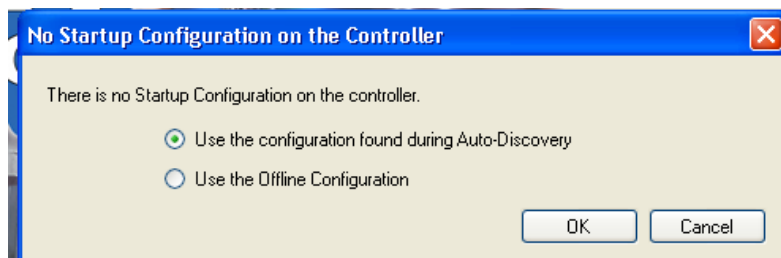 No Startup Configuration on the Controller
There is no Startup Configuration on the controller.
Use the configuration found during Auto-Discovery
Use the Offline Configuration
OK Cancel